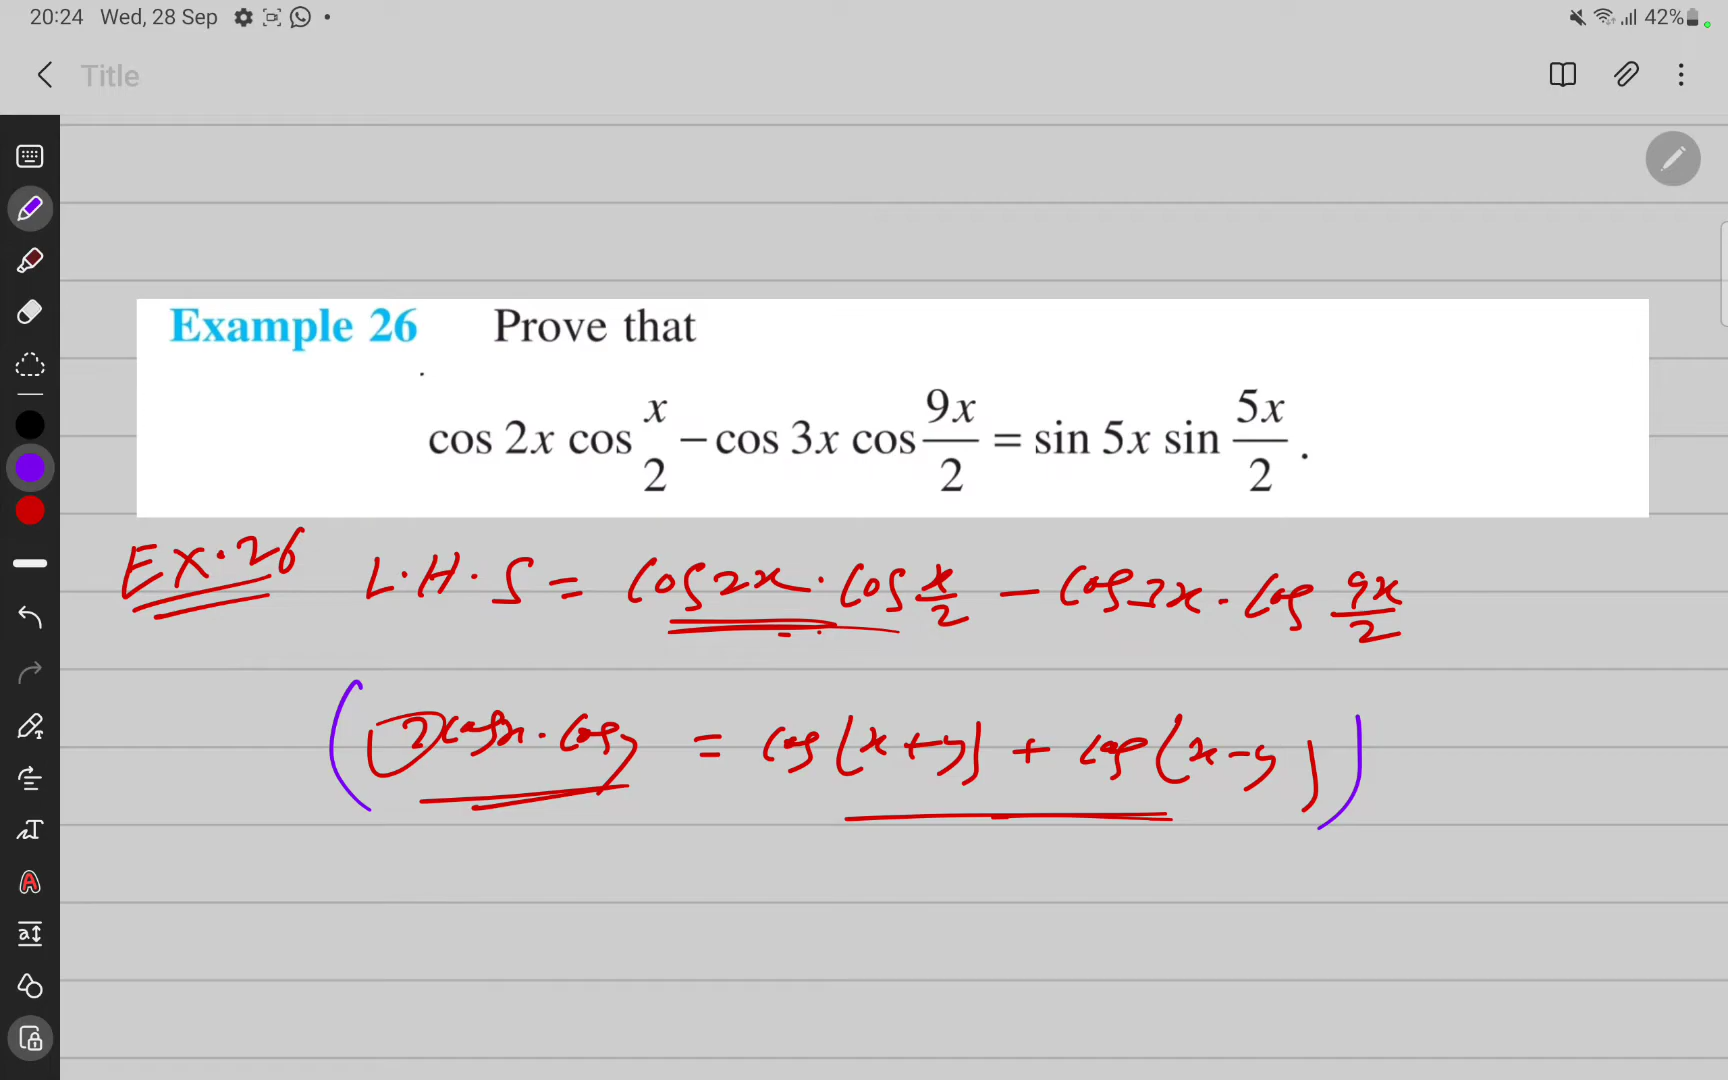 20:24 Wed, 28 Sep 42%
Title
Example 26 Prove that
cos 2x cos x/2 − cos 3x cos 9x/2 = sin 5x sin 5x/2 .
EX.26 L.H.S = Cos2x . Cos x/2 − Cos3x . Cos 9x/2
( 2cosx . Cosy = Cos(x+y) + Cos(x−y) )